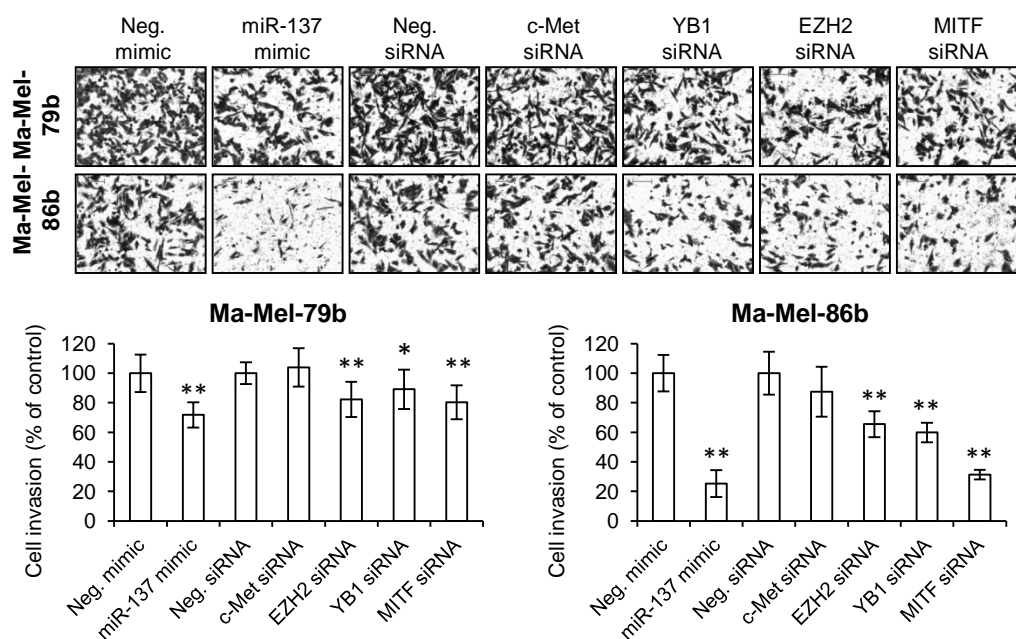 Neg. mimic
miR-137 mimic
Neg. siRNA
c-Met siRNA
YB1 siRNA
EZH2 siRNA
MITF siRNA
Ma-Mel-79b
Ma-Mel-86b
Ma-Mel-79b
Cell invasion (% of control)
120
100
80
60
40
20
0
**
**
*
**
Neg. mimic
miR-137 mimic
Neg. siRNA
c-Met siRNA
EZH2 siRNA
YB1 siRNA
MITF siRNA
Ma-Mel-86b
Cell invasion (% of control)
120
100
80
60
40
20
0
**
**
**
**
Neg. mimic
miR-137 mimic
Neg. siRNA
c-Met siRNA
EZH2 siRNA
YB1 siRNA
MITF siRNA